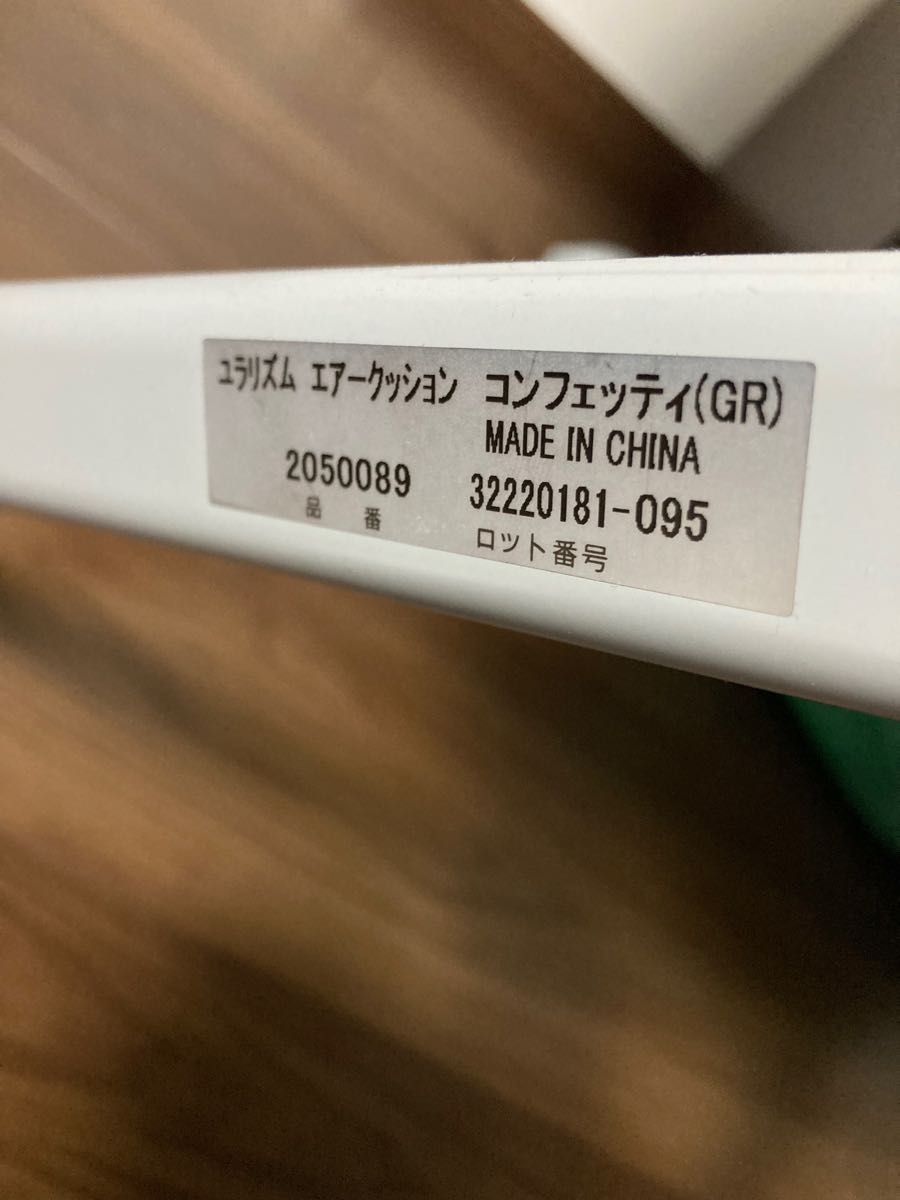 ユラリズム エアークッション コンフェッティ(GR)
MADE IN CHINA
2050089 32220181-095
品番 ロット番号